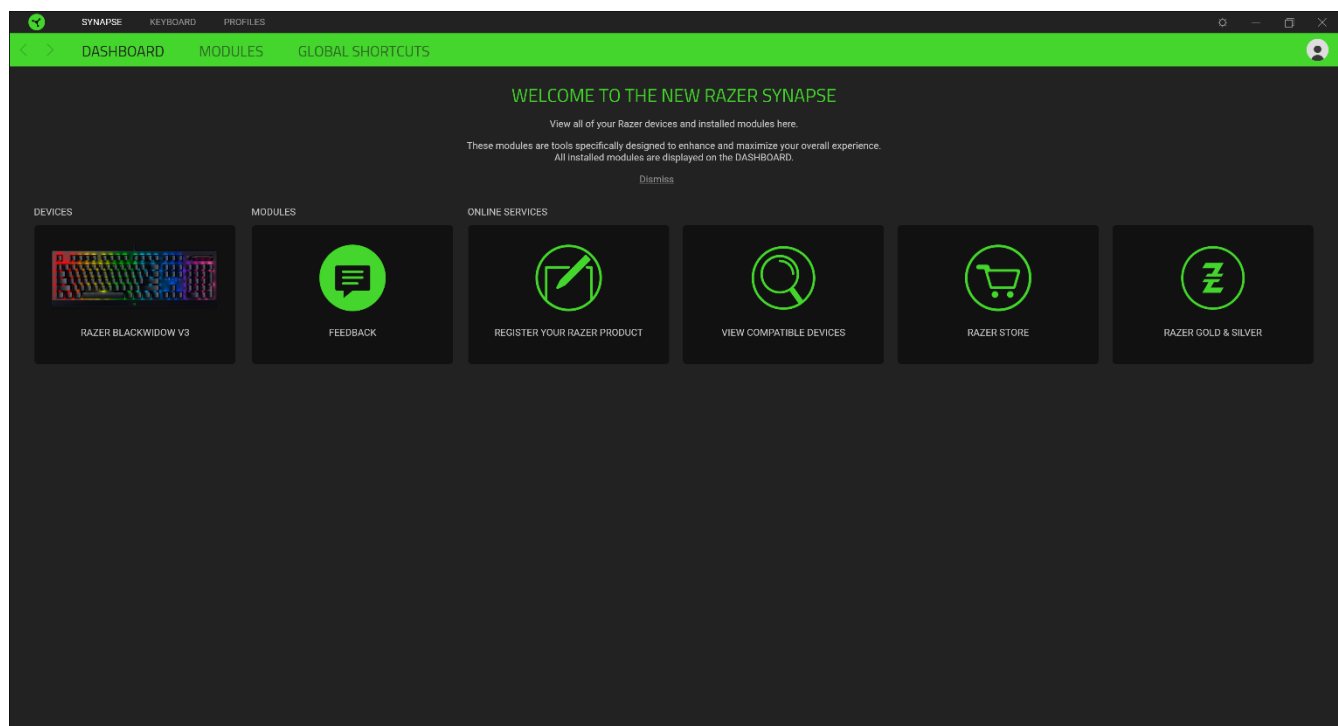 SYNAPSE KEYBOARD PROFILES
DASHBOARD MODULES GLOBAL SHORTCUTS
WELCOME TO THE NEW RAZER SYNAPSE
View all of your Razer devices and installed modules here.
These modules are tools specifically designed to enhance and maximize your overall experience.
All installed modules are displayed on the DASHBOARD.
Dismiss
DEVICES MODULES ONLINE SERVICES
RAZER BLACKWIDOW V3 FEEDBACK REGISTER YOUR RAZER PRODUCT VIEW COMPATIBLE DEVICES RAZER STORE RAZER GOLD & SILVER